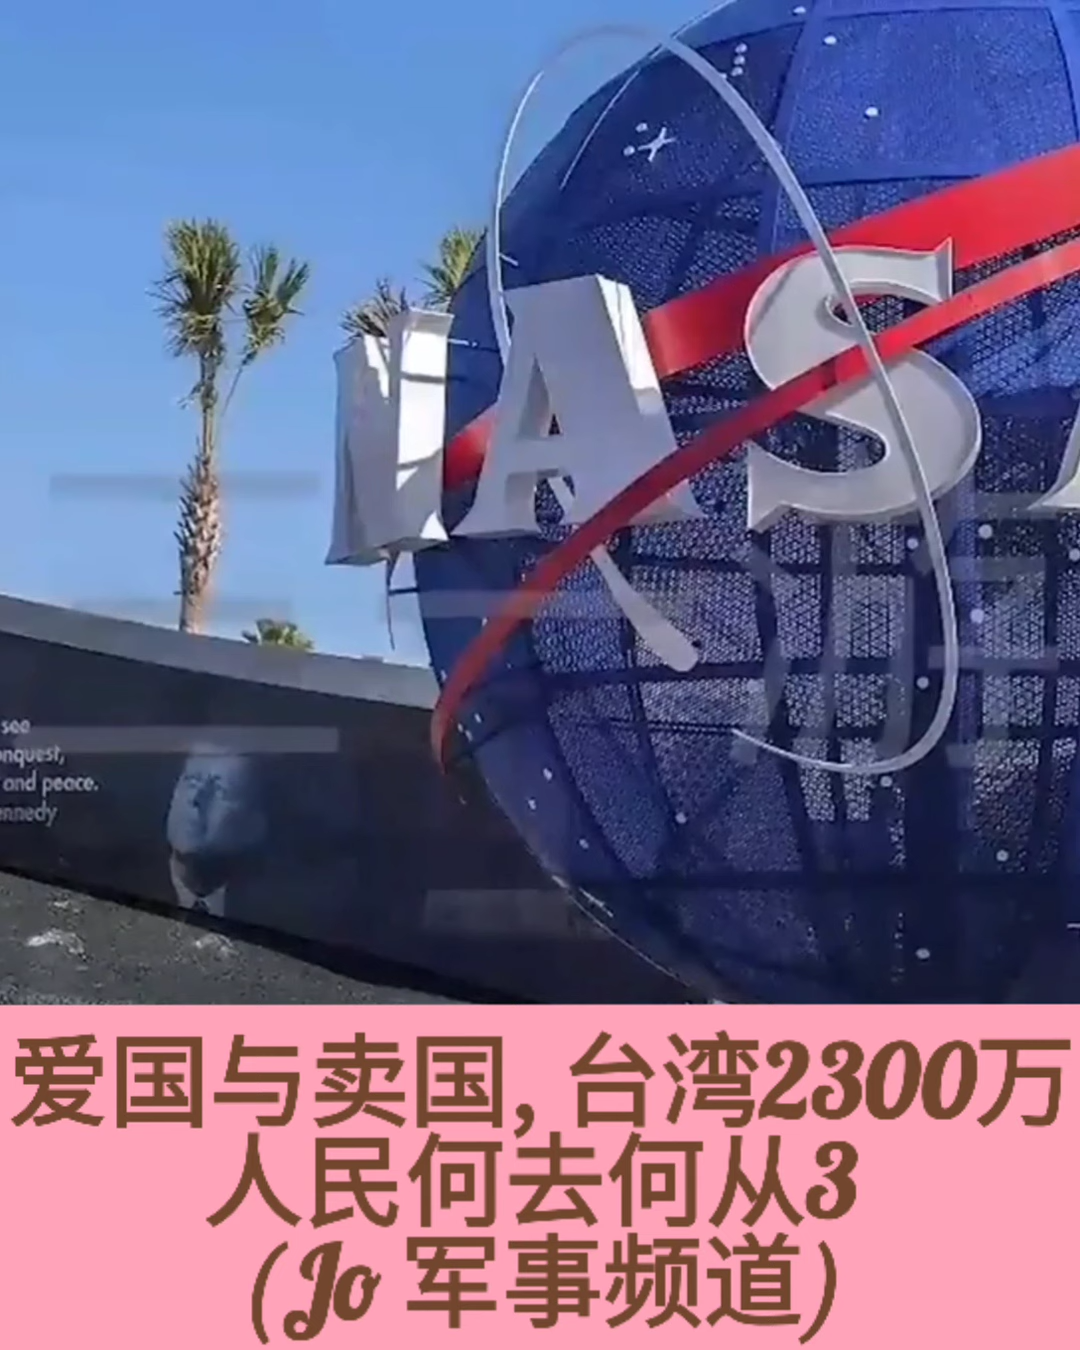 NAS
see
onquest,
and peace.
ennedy
爱国与卖国, 台湾2300万
人民何去何从3
(Jo 军事频道)